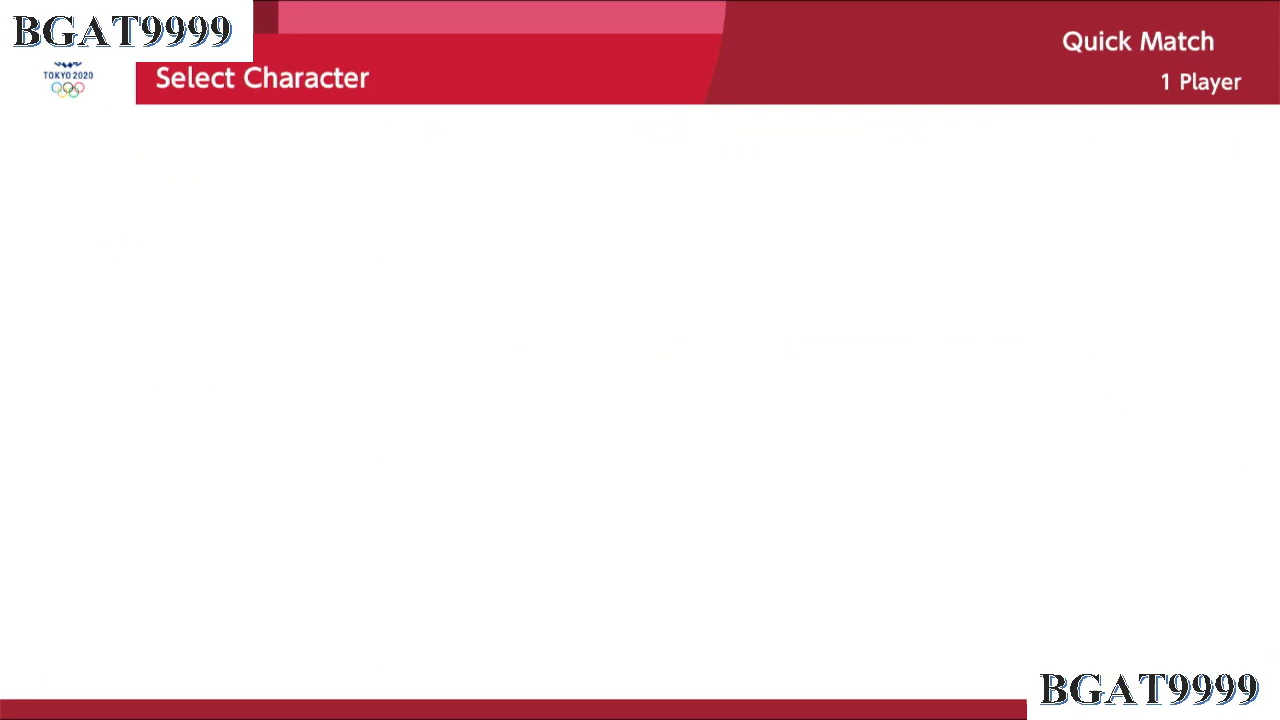 BGAT9999
Quick Match
TOKYO 2020
Select Character
1 Player
BGAT9999